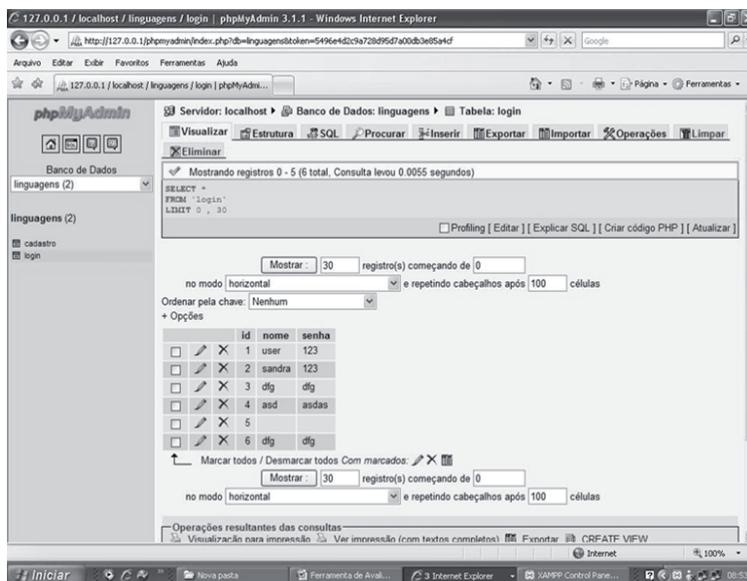 127.0.0.1 / localhost / linguagens / login | phpMyAdmin 3.1.1 - Windows Internet Explorer
http://127.0.0.1/phpmyadmin/index.php?db=linguagens&token=5496e4d2c9a728d95d7a00db3e85a4cf
Google
Arquivo Editar Exibir Favoritos Ferramentas Ajuda
127.0.0.1 / localhost / linguagens / login | phpMyAdmi...
Página
Ferramentas
phpMyAdmin
Banco de Dados
linguagens (2)
linguagens (2)
cadastro
login
Servidor: localhost Banco de Dados: linguagens Tabela: login
Visualizar Estrutura SQL Procurar Inserir Exportar Importar Operações Limpar
Eliminar
Mostrando registros 0 - 5 (6 total, Consulta levou 0.0055 segundos)
SELECT *
FROM `login`
LIMIT 0 , 30
Profiling [ Editar ] [ Explicar SQL ] [ Criar código PHP ] [ Atualizar ]
Mostrar : 30 registro(s) começando de 0
no modo horizontal e repetindo cabeçalhos após 100 células
Ordenar pela chave: Nenhum
+ Opções
id nome senha
1 user 123
2 sandra 123
3 dfg dfg
4 asd asdas
5
6 dfg dfg
Marcar todos / Desmarcar todos Com marcados:
Mostrar : 30 registro(s) começando de 0
no modo horizontal e repetindo cabeçalhos após 100 células
Operações resultantes das consultas
Visualização para impressão Ver impressão (com textos completos) Exportar CREATE VIEW
Internet 100%
Iniciar
Nova pasta
Ferramenta de Avali...
3 Internet Explorer
XAMPP Control Pane...